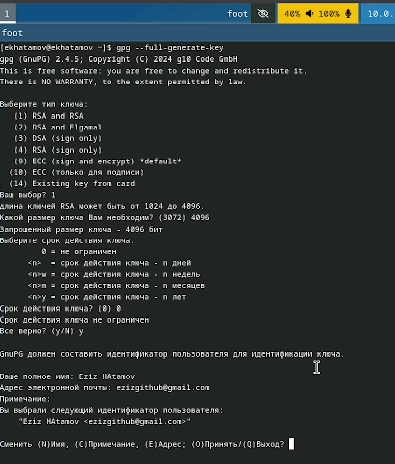 1
foot
40%
100%
10.0.
foot
[ekhatamov@ekhatamov ~]$ gpg --full-generate-key
gpg (GnuPG) 2.4.5; Copyright (C) 2024 g10 Code GmbH
This is free software: you are free to change and redistribute it.
There is NO WARRANTY, to the extent permitted by law.
Выберите тип ключа:
(1) RSA and RSA
(2) DSA and Elgamal
(3) DSA (sign only)
(4) RSA (sign only)
(9) ECC (sign and encrypt) *default*
(10) ECC (только для подписи)
(14) Existing key from card
Ваш выбор? 1
длина ключей RSA может быть от 1024 до 4096.
Какой размер ключа Вам необходим? (3072) 4096
Запрошенный размер ключа - 4096 бит
Выберите срок действия ключа.
0 = не ограничен
<n> = срок действия ключа - n дней
<n>w = срок действия ключа - n недель
<n>m = срок действия ключа - n месяцев
<n>y = срок действия ключа - n лет
Срок действия ключа? (0) 0
Срок действия ключа не ограничен
Все верно? (y/N) y
GnuPG должен составить идентификатор пользователя для идентификации ключа.
Ваше полное имя: Eziz HAtamov
Адрес электронной почты: ezizgithub@gmail.com
Примечание:
Вы выбрали следующий идентификатор пользователя:
"Eziz HAtamov <ezizgithub@gmail.com>"
Сменить (N)Имя, (C)Примечание, (E)Адрес; (O)Принять/(Q)Выход?